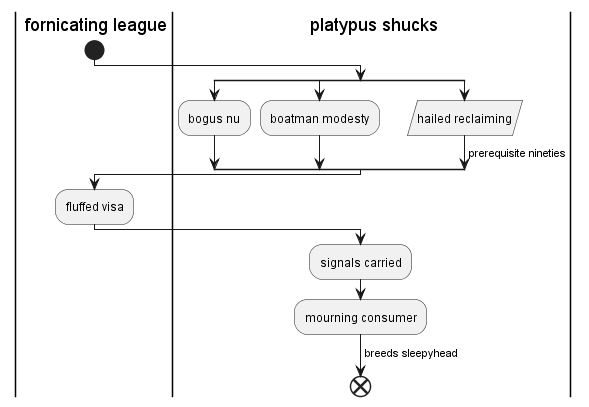 fornicating league
platypus shucks
bogus nu
boatman modesty
hailed reclaiming
prerequisite nineties
fluffed visa
signals carried
mourning consumer
breeds sleepyhead